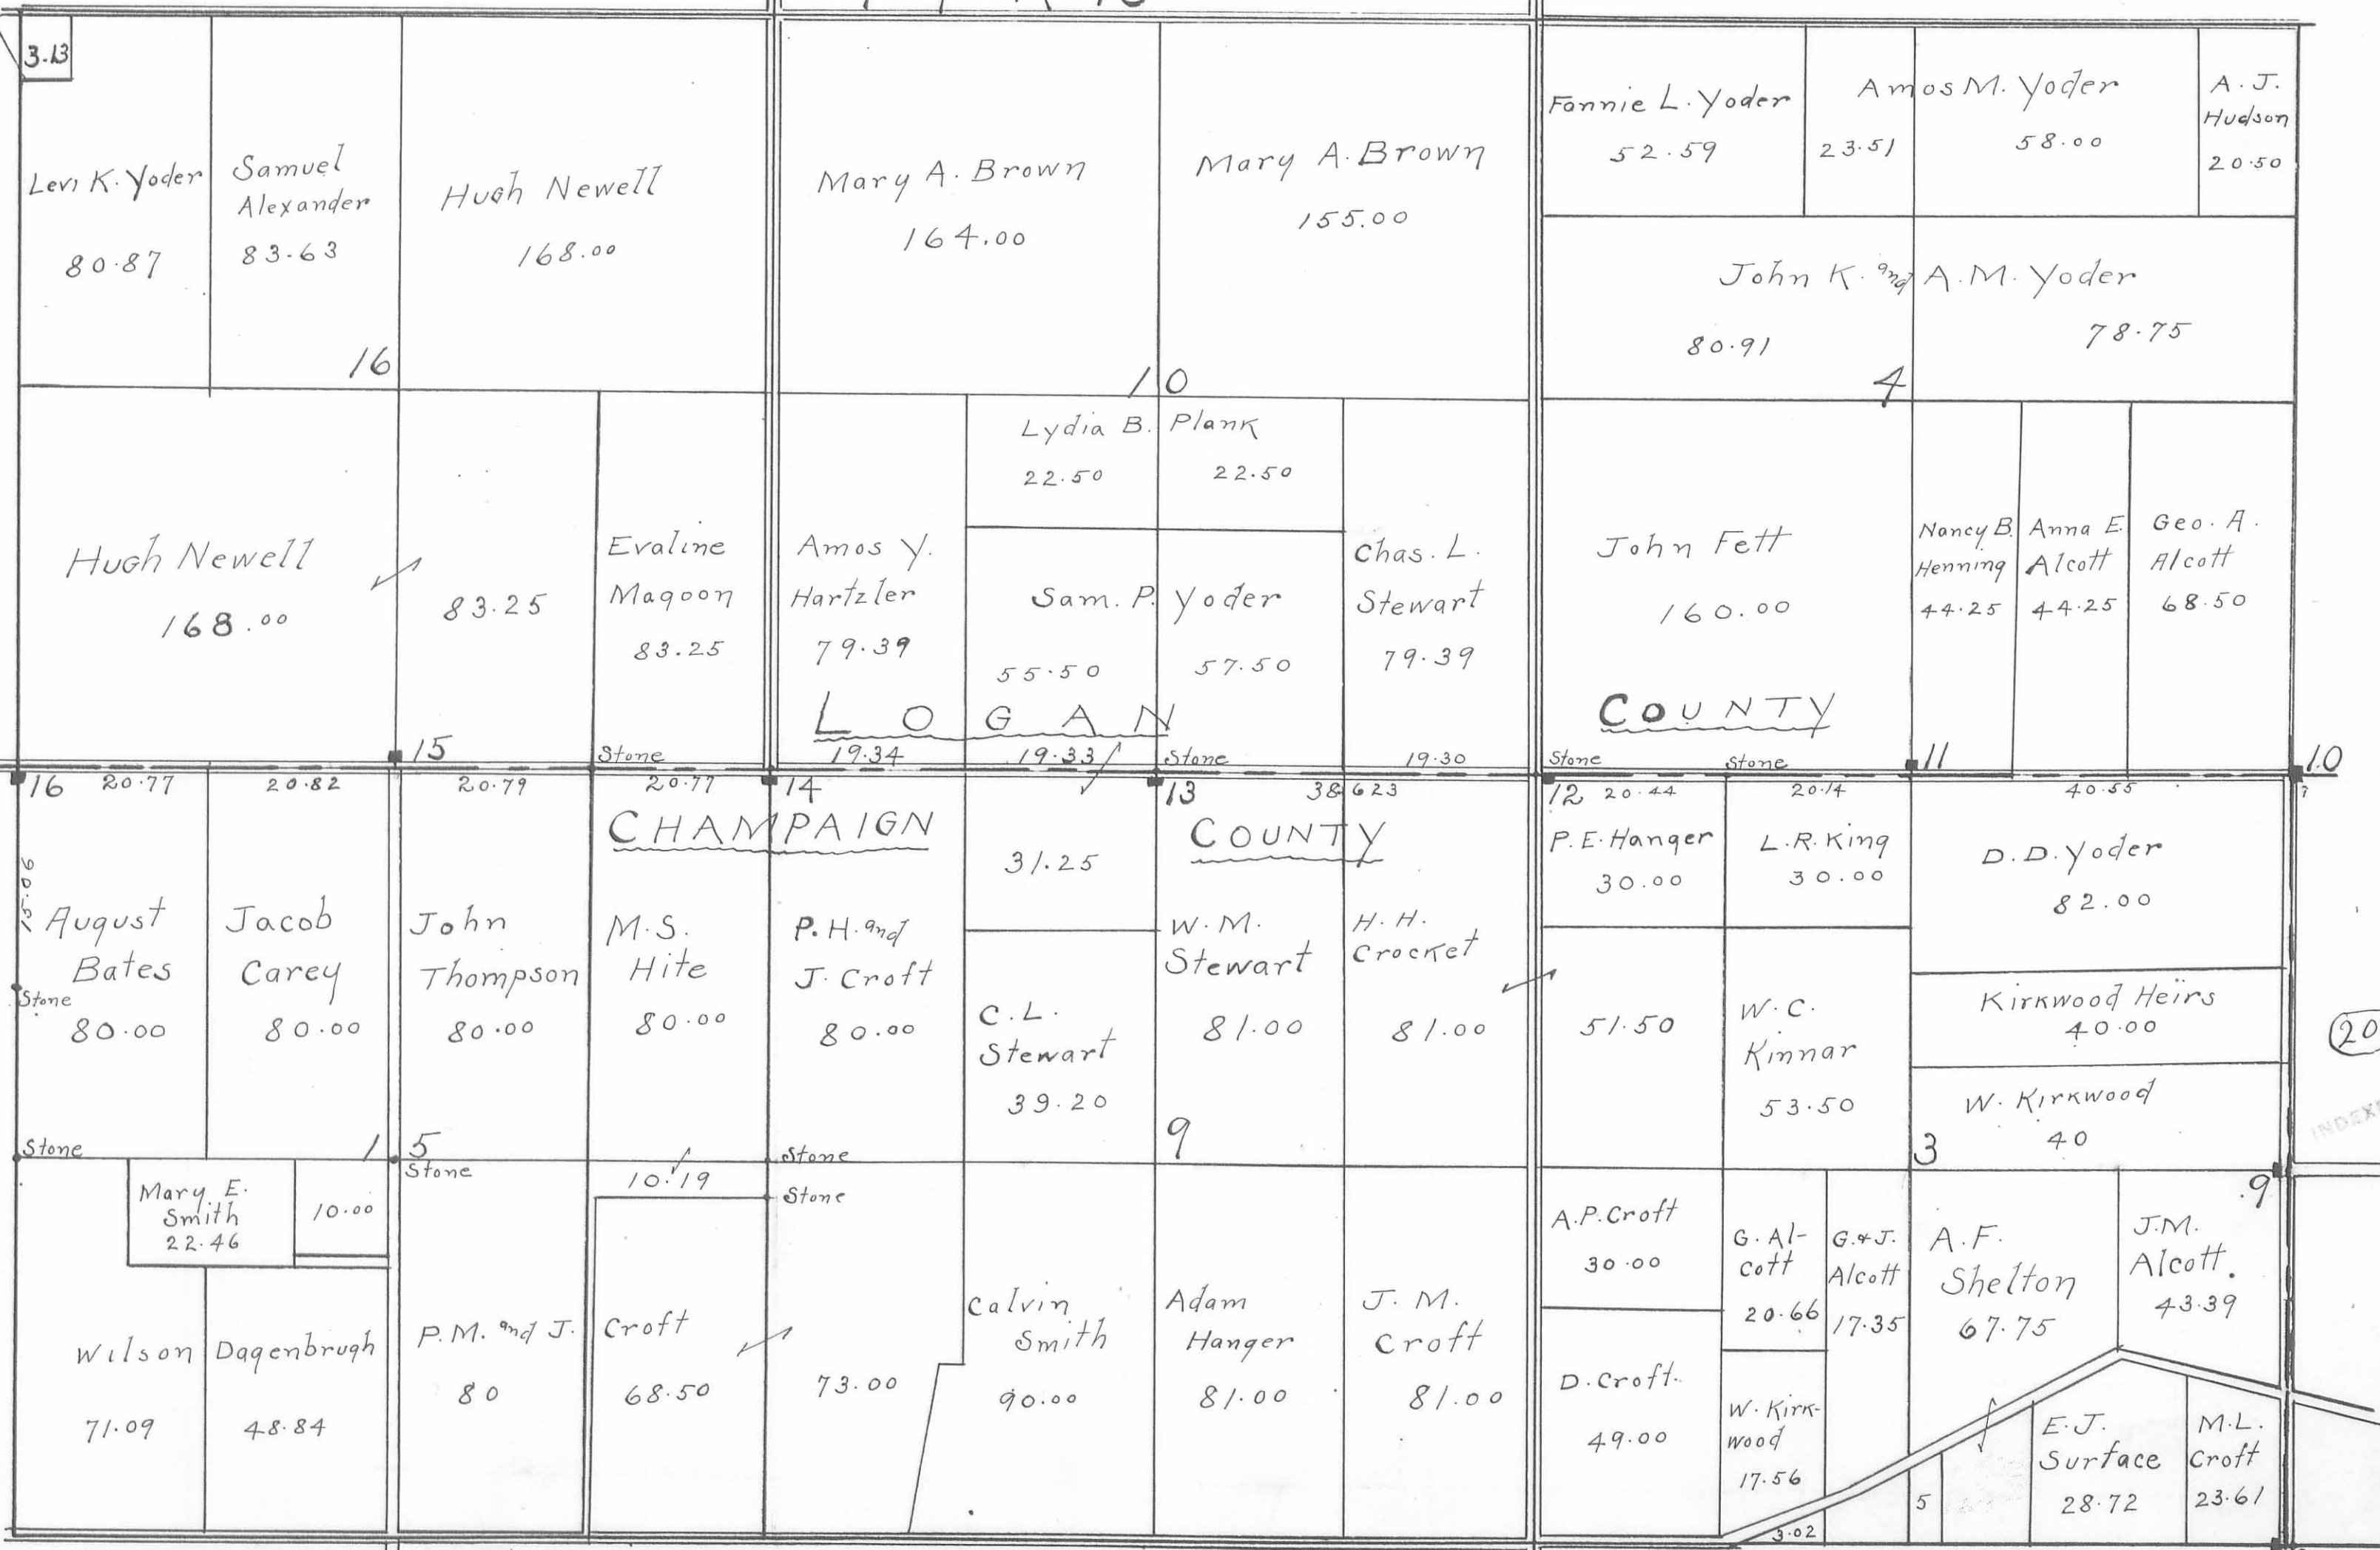 3.13
Levi K. Yoder
80.87
Samuel
Alexander
83.63
Hugh Newell
168.00
16
Mary A. Brown
164.00
Mary A. Brown
155.00
10
Fannie L. Yoder
52.59
23.51
Amos M. Yoder
58.00
A. J.
Hudson
20.50
John K. and A.M. Yoder
80.91
78.75
4
Hugh Newell
168.00
83.25
Evaline
Magoon
83.25
Amos Y.
Hartzler
79.39
Lydia B. Plank
22.50
22.50
Sam. P. Yoder
55.50
57.50
Chas. L.
Stewart
79.39
John Fett
160.00
Nancy B.
Henning
44.25
Anna E.
Alcott
44.25
Geo. A.
Alcott
68.50
LOGAN
COUNTY
15
Stone
19.34
19.33
Stone
19.30
Stone
Stone
11
10
16
20.77
20.82
20.79
20.77
14
13
38.623
12
20.44
20.14
40.55
CHAMPAIGN
COUNTY
15.06
August
Bates
80.00
Stone
Jacob
Carey
80.00
John
Thompson
80.00
M.S.
Hite
80.00
P. H. and
J. Croft
80.00
31.25
C.L.
Stewart
39.20
W. M.
Stewart
81.00
H. H.
Crocket
81.00
P.E. Hanger
30.00
L.R. King
30.00
51.50
W.C.
Kinnar
53.50
D.D. Yoder
82.00
Kirkwood Heirs
40.00
W. Kirkwood
40
20
Stone
1
5
Stone
10.19
Stone
Stone
9
3
9
Mary E.
Smith
22.46
10.00
Wilson Dagenbrugh
71.09
48.84
P.M. and J. Croft
80
68.50
73.00
Calvin
Smith
90.00
Adam
Hanger
81.00
J. M.
Croft
81.00
A.P. Croft
30.00
D. Croft.
49.00
G. Al-
cott
20.66
G. & J.
Alcott
17.35
W. Kirk-
wood
17.56
3.02
A.F.
Shelton
67.75
J.M.
Alcott.
43.39
5
E.J.
Surface
28.72
M.L.
Croft
23.61